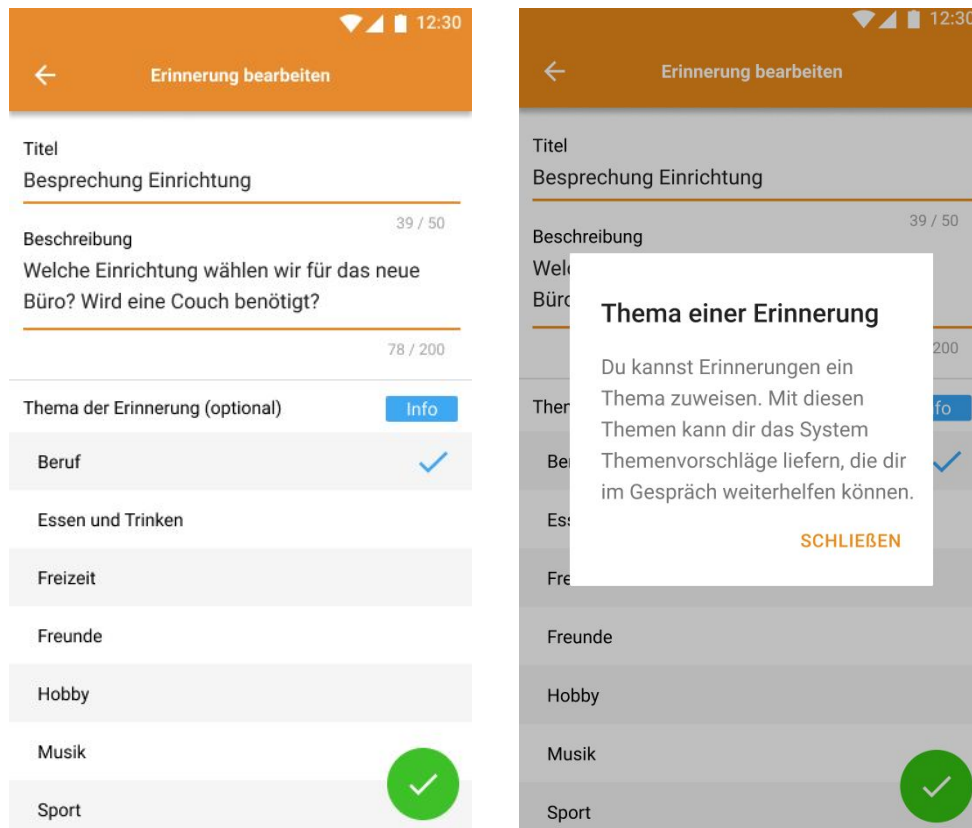 12:30
Erinnerung bearbeiten
Titel
Besprechung Einrichtung
39 / 50
Beschreibung
Welche Einrichtung wählen wir für das neue
Büro? Wird eine Couch benötigt?
78 / 200
Thema der Erinnerung (optional)
Info
Beruf
Essen und Trinken
Freizeit
Freunde
Hobby
Musik
Sport
12:30
Erinnerung bearbeiten
Titel
Besprechung Einrichtung
39 / 50
Beschreibung
Thema einer Erinnerung
200
Du kannst Erinnerungen ein
Thema zuweisen. Mit diesen
Themen kann dir das System
Themenvorschläge liefern, die dir
im Gespräch weiterhelfen können.
SCHLIEẞEN
Freunde
Hobby
Musik
Sport